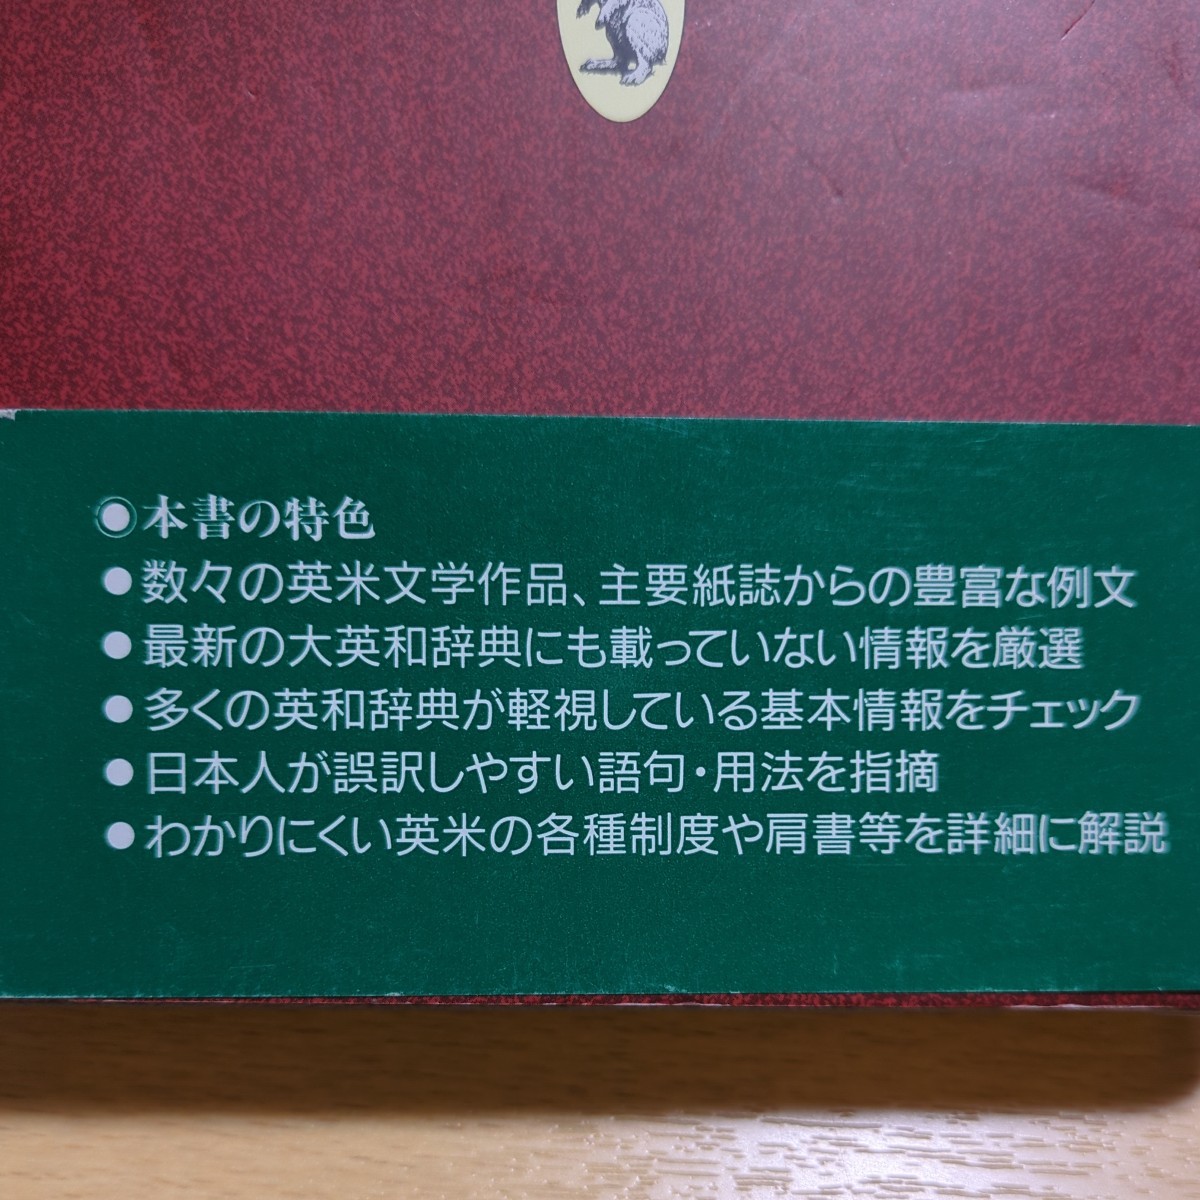 ◉本書の特色
●数々の英米文学作品、主要紙誌からの豊富な例文
●最新の大英和辞典にも載っていない情報を厳選
●多くの英和辞典が軽視している基本情報をチェック
●日本人が誤訳しやすい語句・用法を指摘
●わかりにくい英米の各種制度や肩書等を詳細に解説